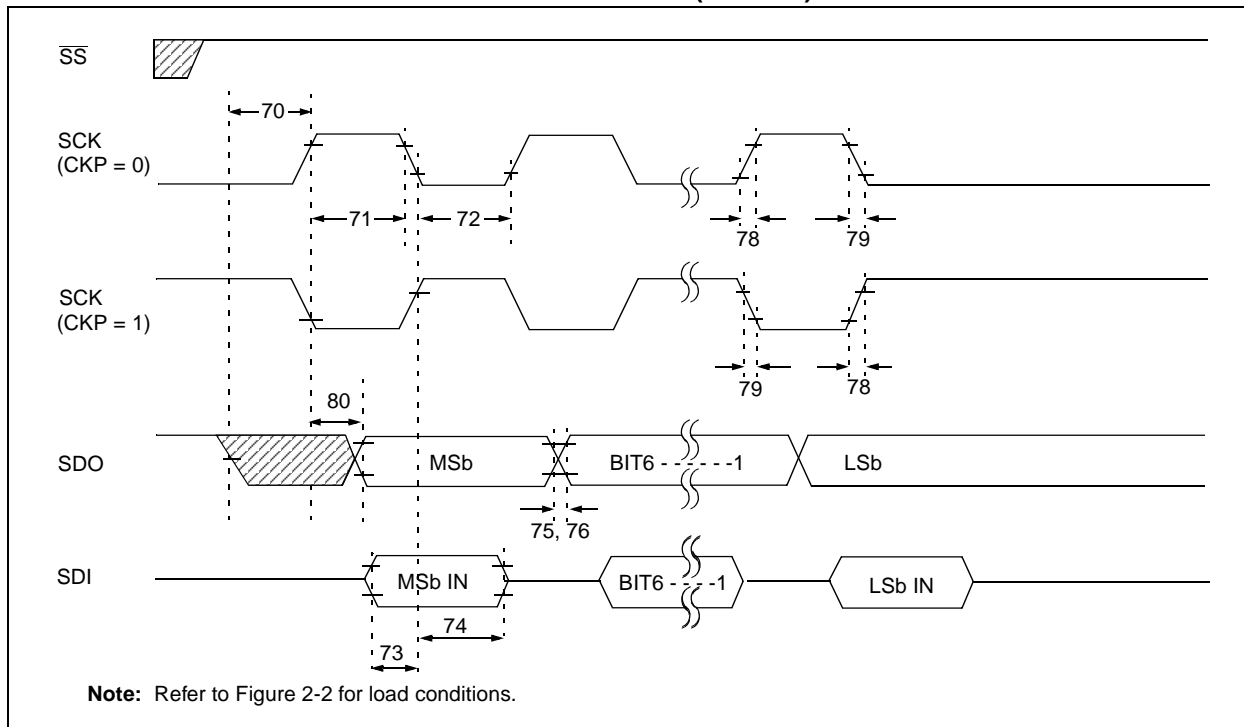 SS
70
SCK
(CKP = 0)
71
72
78
79
SCK
(CKP = 1)
79
78
80
SDO
MSb
BIT6 - - - - - -1
LSb
75, 76
SDI
MSb IN
BIT6 - - - - -1
LSb IN
74
73
Note: Refer to Figure 2-2 for load conditions.